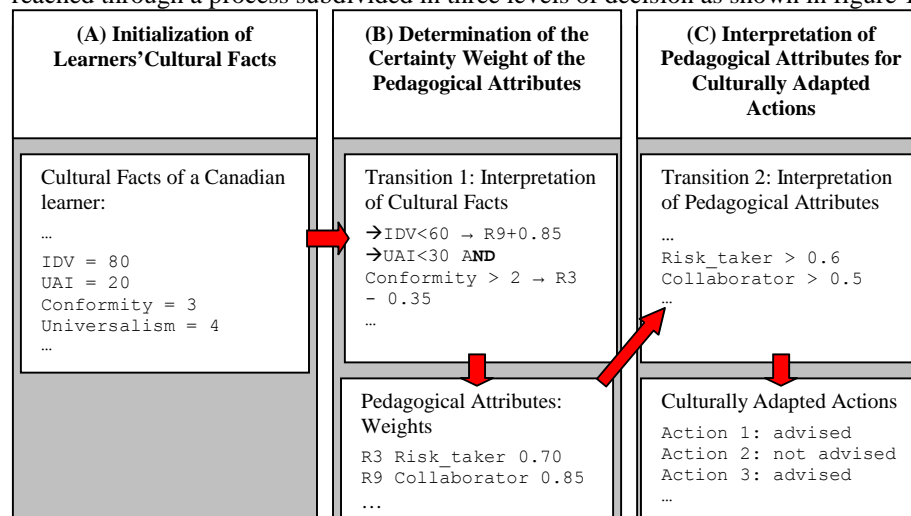 reached through a process subdivided in three levels of decision as shown in figure 1
(A) Initialization of
Learners’Cultural Facts
(B) Determination of the
Certainty Weight of the
Pedagogical Attributes
(C) Interpretation of
Pedagogical Attributes for
Culturally Adapted
Actions
Cultural Facts of a Canadian
learner:
…
IDV = 80
UAI = 20
Conformity = 3
Universalism = 4
…
Transition 1: Interpretation
of Cultural Facts
→IDV<60 → R9+0.85
→UAI<30 AND
Conformity > 2 → R3
- 0.35
…
Pedagogical Attributes:
Weights
R3 Risk_taker 0.70
R9 Collaborator 0.85
…
Transition 2: Interpretation
of Pedagogical Attributes
…
Risk_taker > 0.6
Collaborator > 0.5
…
Culturally Adapted Actions
Action 1: advised
Action 2: not advised
Action 3: advised
…